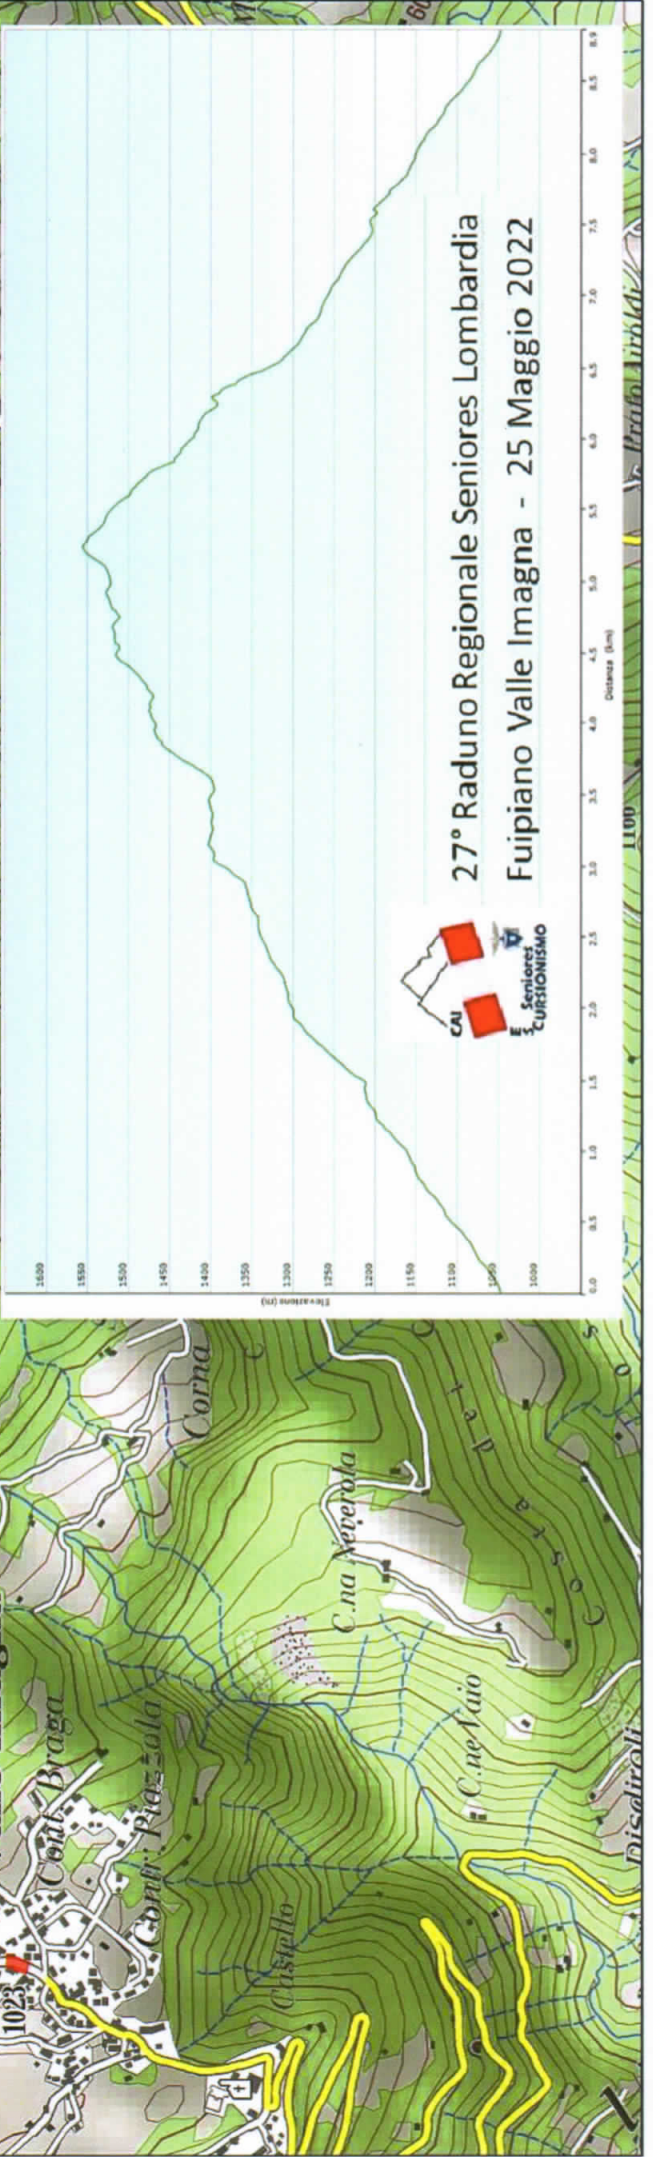 1600
1550
1500
1450
1400
1350
1300
1250
1200
1150
1100
1050
1000
Elevazione (m)
0.0 0.5 1.0 1.5 2.0 2.5 3.0 3.5 4.0 4.5 5.0 5.5 6.0 6.5 7.0 7.5 8.0 8.5 8.9
Distanza (km)
27° Raduno Regionale Seniores Lombardia
Fuipiano Valle Imagna - 25 Maggio 2022
CAI
Seniores
ESCURSIONISMO
1023
Cont. Braga
Contr. Piazzola
Castello
Corna
C.na Neverola
C.ne Vaio
Coste del
Prato Airoldi
1100